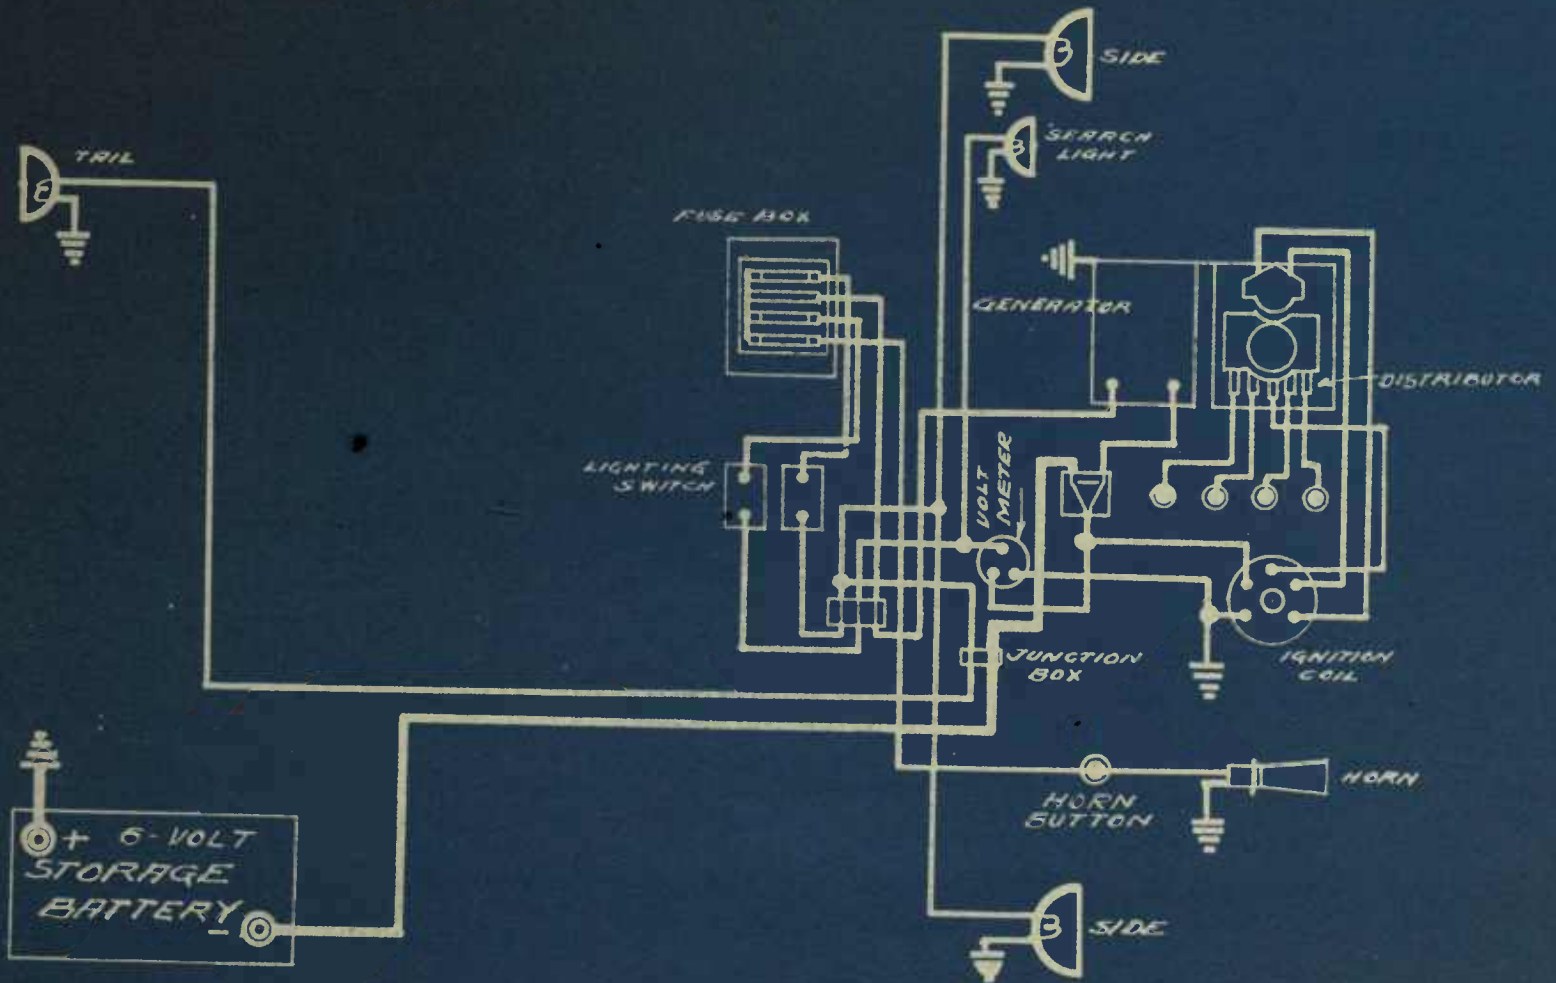 SIDE
SEARCH
LIGHT
TAIL
FUSE BOX
GENERATOR
DISTRIBUTOR
LIGHTING
SWITCH
VOLT
METER
JUNCTION
BOX
IGNITION
COIL
HORN
HORN
BUTTON
+ 6-VOLT
STORAGE
BATTERY
-
SIDE